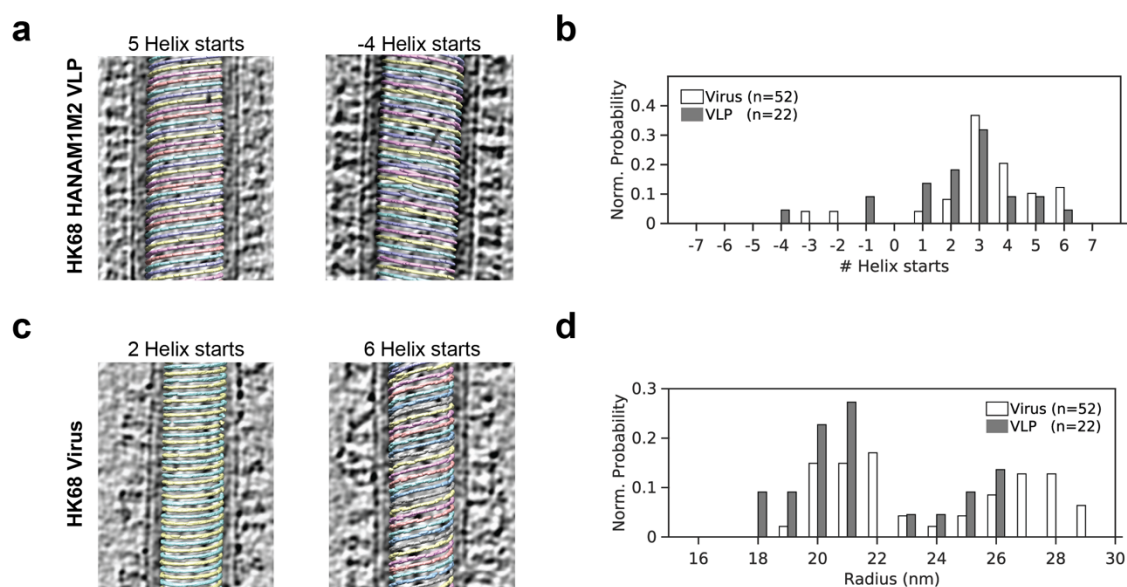 a
HK68 HANAM1M2 VLP
5 Helix starts
-4 Helix starts
b
Norm. Probability
0.4
0.3
0.2
0.1
0
Virus (n=52)
VLP (n=22)
-7 -6 -5 -4 -3 -2 -1 0 1 2 3 4 5 6 7
# Helix starts
c
HK68 Virus
2 Helix starts
6 Helix starts
d
Norm. Probability
0.3
0.2
0.1
0
Virus (n=52)
VLP (n=22)
16 18 20 22 24 26 28 30
Radius (nm)